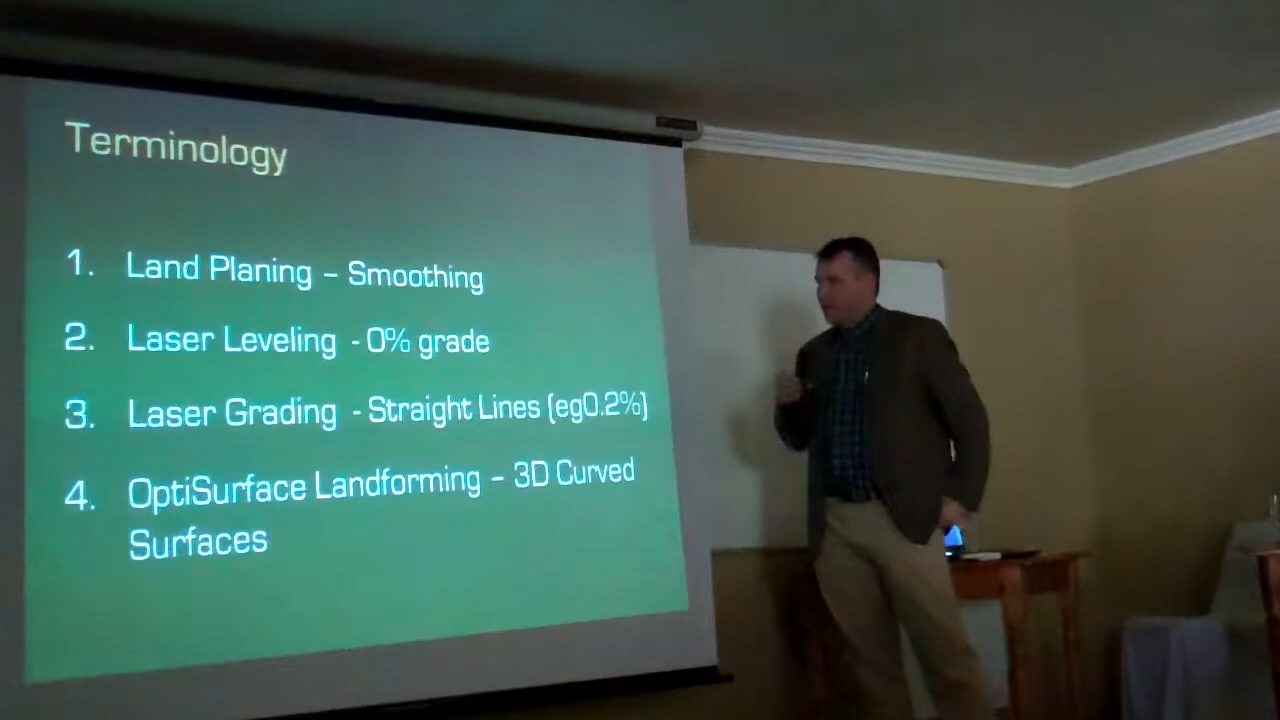 Terminology
1. Land Planing – Smoothing
2. Laser Leveling - 0% grade
3. Laser Grading - Straight Lines (eg0.2%)
4. OptiSurface Landforming – 3D Curved
Surfaces